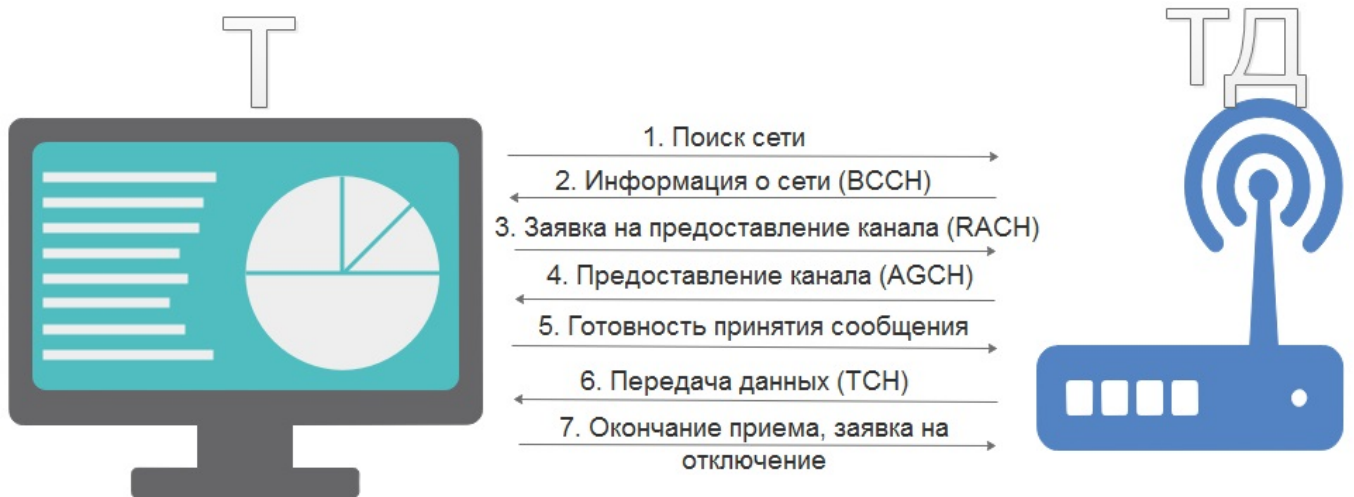 Т
ТД
1. Поиск сети
2. Информация о сети (BCCH)
3. Заявка на предоставление канала (RACH)
4. Предоставление канала (AGCH)
5. Готовность принятия сообщения
6. Передача данных (TCH)
7. Окончание приема, заявка на
отключение